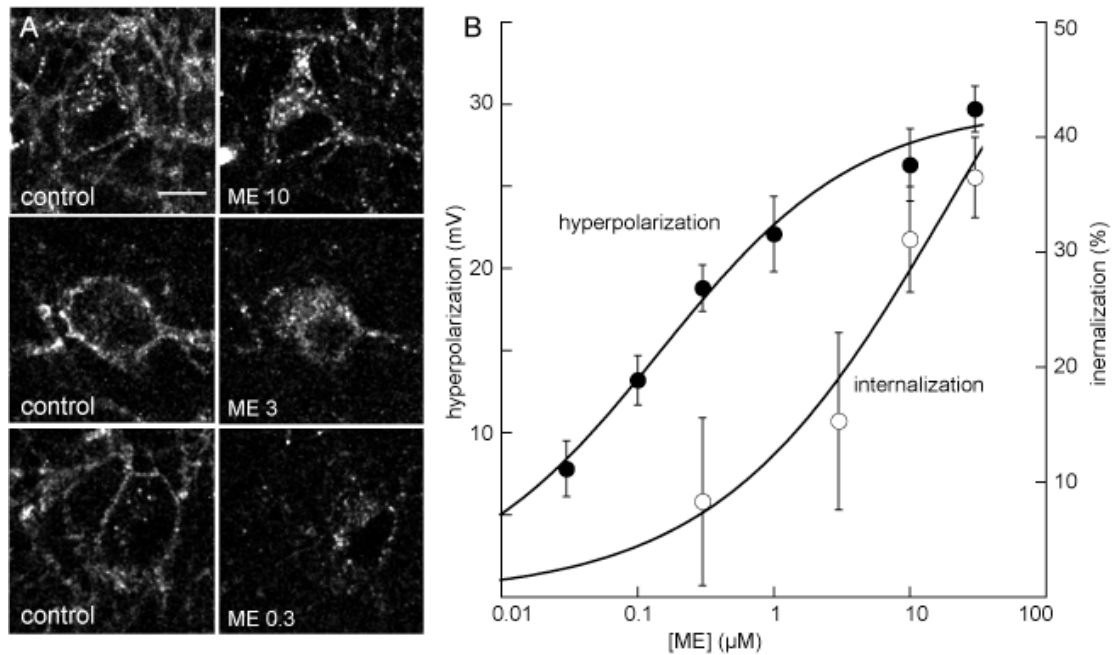 A
control
ME 10
control
ME 3
control
ME 0.3
B
50
40
30
20
10
30
20
10
hyperpolarization (mV)
inernalization (%)
hyperpolarization
internalization
0.01 0.1 1 10 100
[ME] (µM)